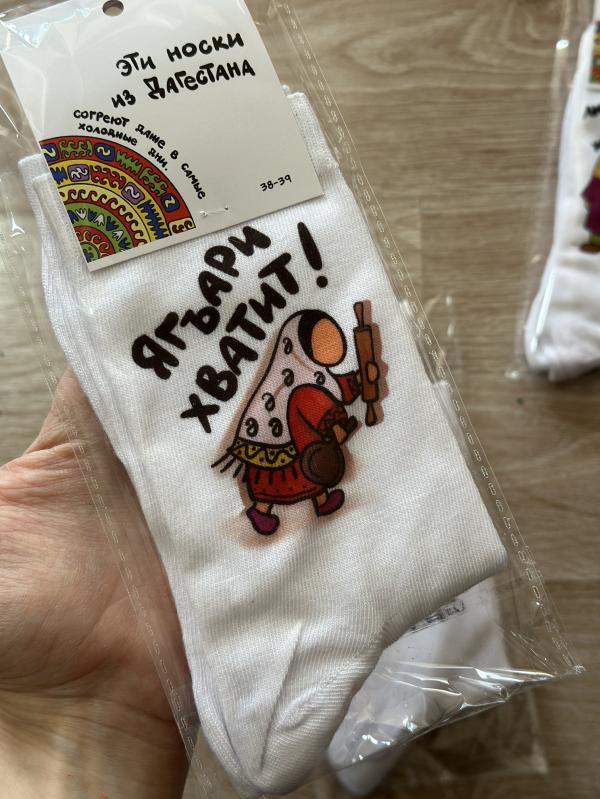 эти носки
из Дагестана
согреют даже в самые
холодные дни
38-39
ЯГЪАРИ
ХВАТИТ!